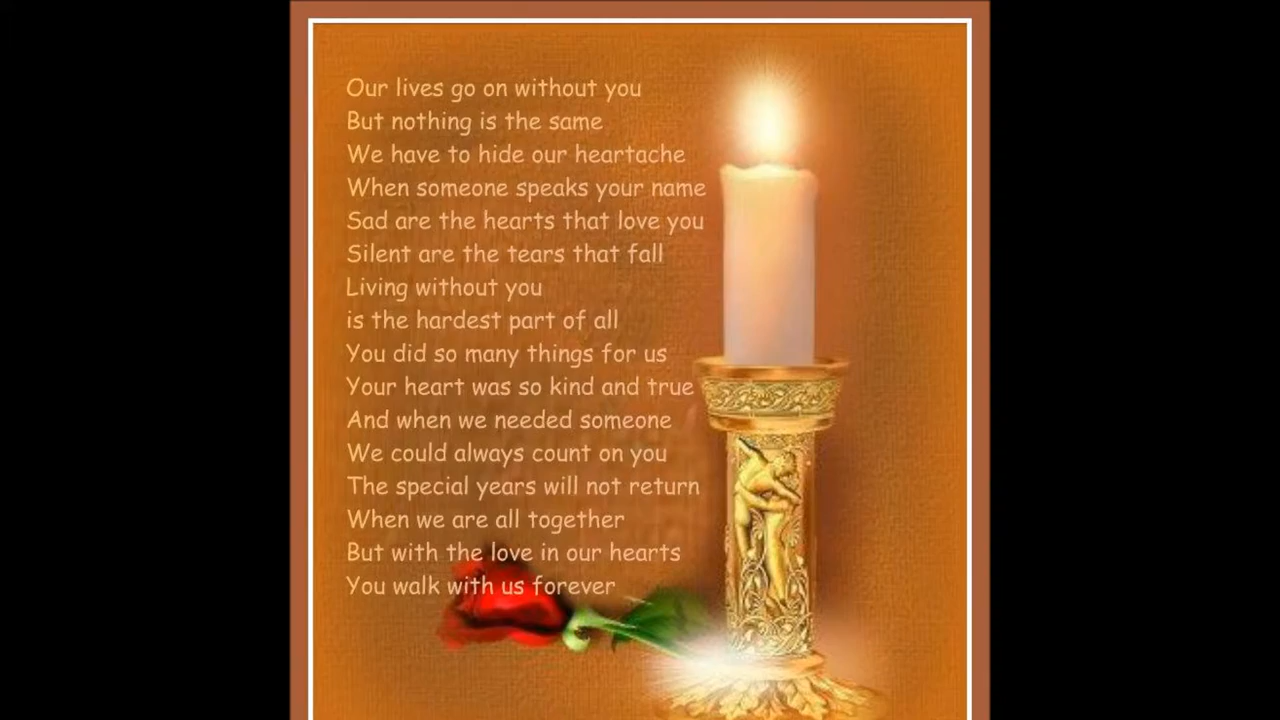 Our lives go on without you
But nothing is the same
We have to hide our heartache
When someone speaks your name
Sad are the hearts that love you
Silent are the tears that fall
Living without you
is the hardest part of all
You did so many things for us
Your heart was so kind and true
And when we needed someone
We could always count on you
The special years will not return
When we are all together
But with the love in our hearts
You walk with us forever